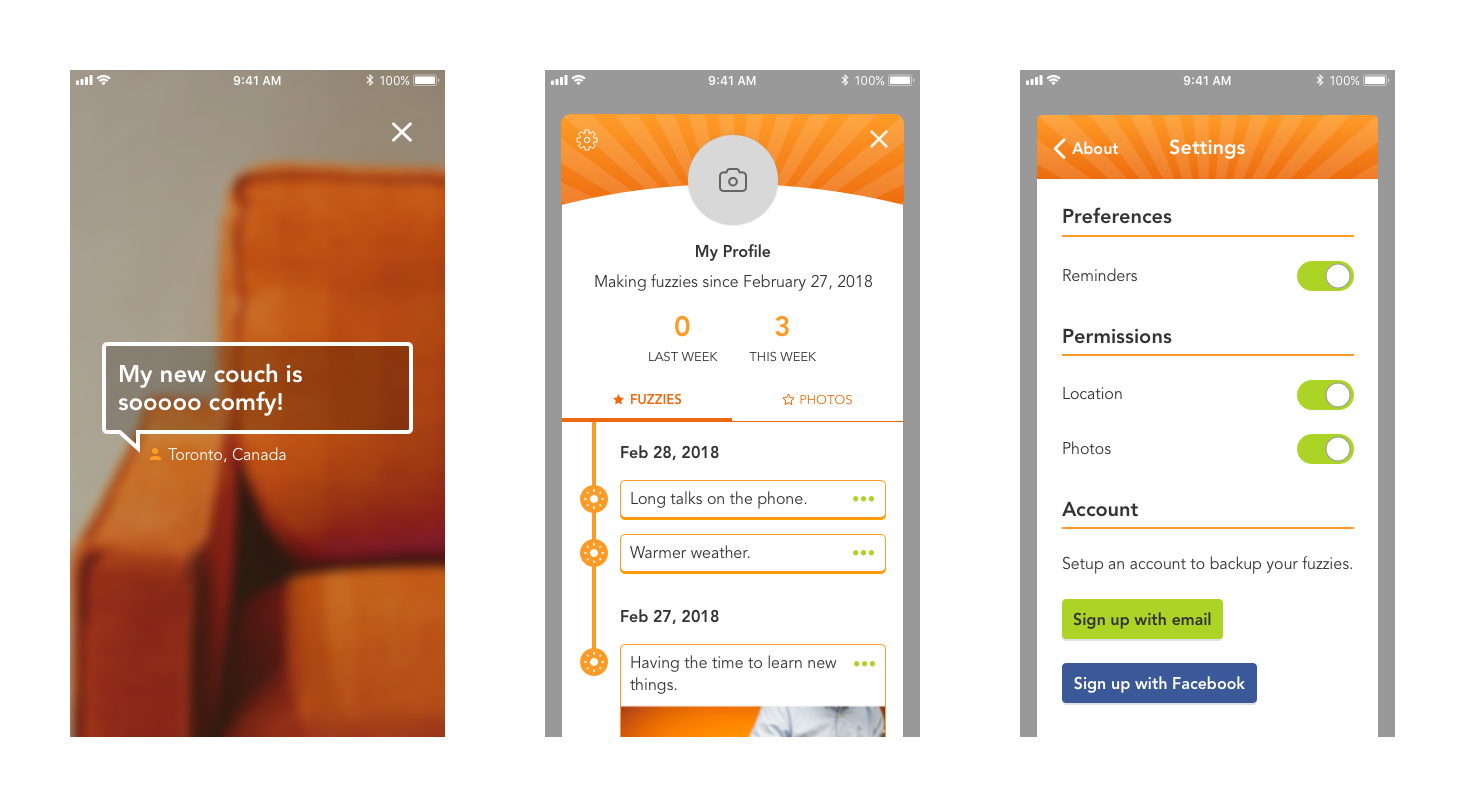 9:41 AM
100%
My new couch is
sooooo comfy!
Toronto, Canada
9:41 AM
100%
My Profile
Making fuzzies since February 27, 2018
0 3
LAST WEEK THIS WEEK
FUZZIES PHOTOS
Feb 28, 2018
Long talks on the phone.
Warmer weather.
Feb 27, 2018
Having the time to learn new
things.
9:41 AM
100%
About Settings
Preferences
Reminders
Permissions
Location
Photos
Account
Setup an account to backup your fuzzies.
Sign up with email
Sign up with Facebook